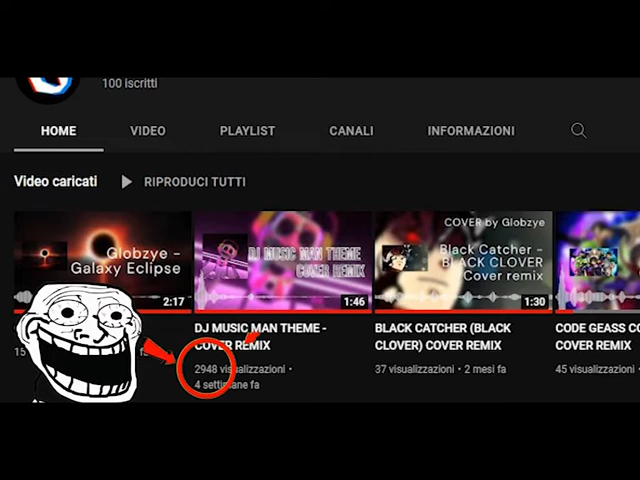 100 iscritti
HOME VIDEO PLAYLIST CANALI INFORMAZIONI
Video caricati RIPRODUCI TUTTI
Globzye -
Galaxy Eclipse
2:17
DJ MUSIC MAN THEME
COVER REMIX
1:46
COVER by Globzye
Black Catcher -
BLACK CLOVER
Cover remix
1:30
DJ MUSIC MAN THEME -
COVER REMIX
2948 visualizzazioni •
4 settimane fa
BLACK CATCHER (BLACK
CLOVER) COVER REMIX
37 visualizzazioni • 2 mesi fa
CODE GEASS CO
COVER REMIX
45 visualizzazioni •